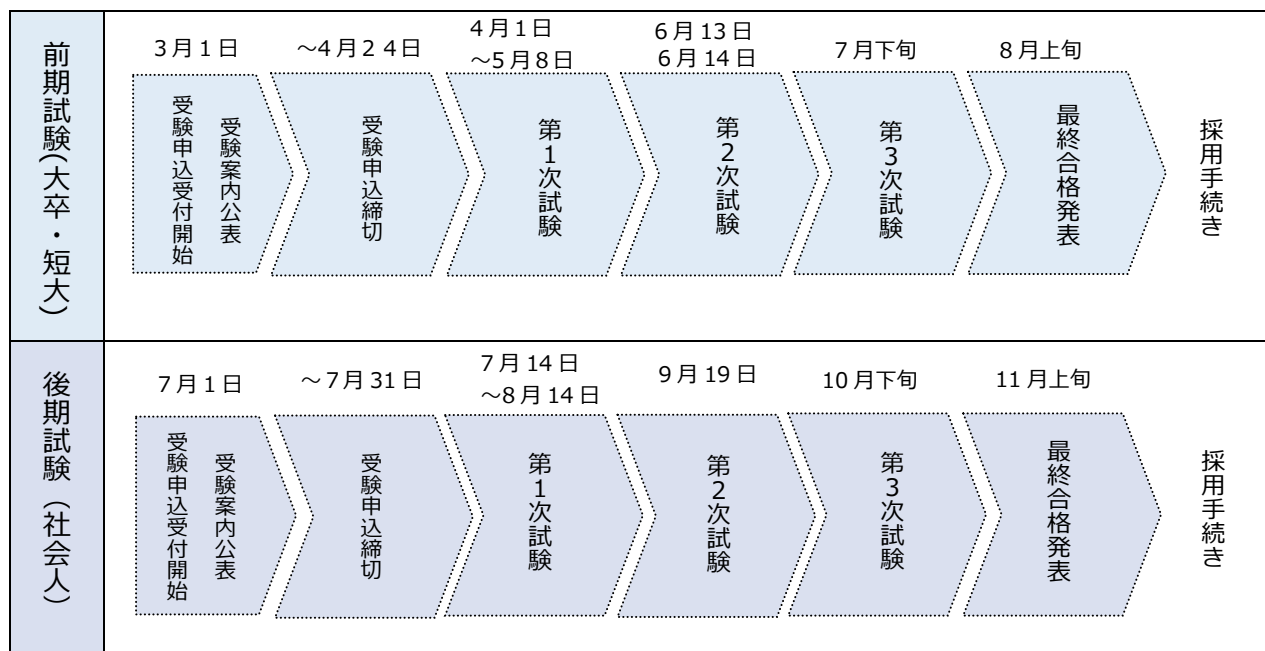 前期試験(大卒・短大)
3月1日
～4月24日
4月1日
～5月8日
6月13日
6月14日
7月下旬
8月上旬
受験案内公表
受験申込受付開始
受験申込締切
第1次試験
第2次試験
第3次試験
最終合格発表
採用手続き
後期試験（社会人）
7月1日
～7月31日
7月14日
～8月14日
9月19日
10月下旬
11月上旬
受験案内公表
受験申込受付開始
受験申込締切
第1次試験
第2次試験
第3次試験
最終合格発表
採用手続き